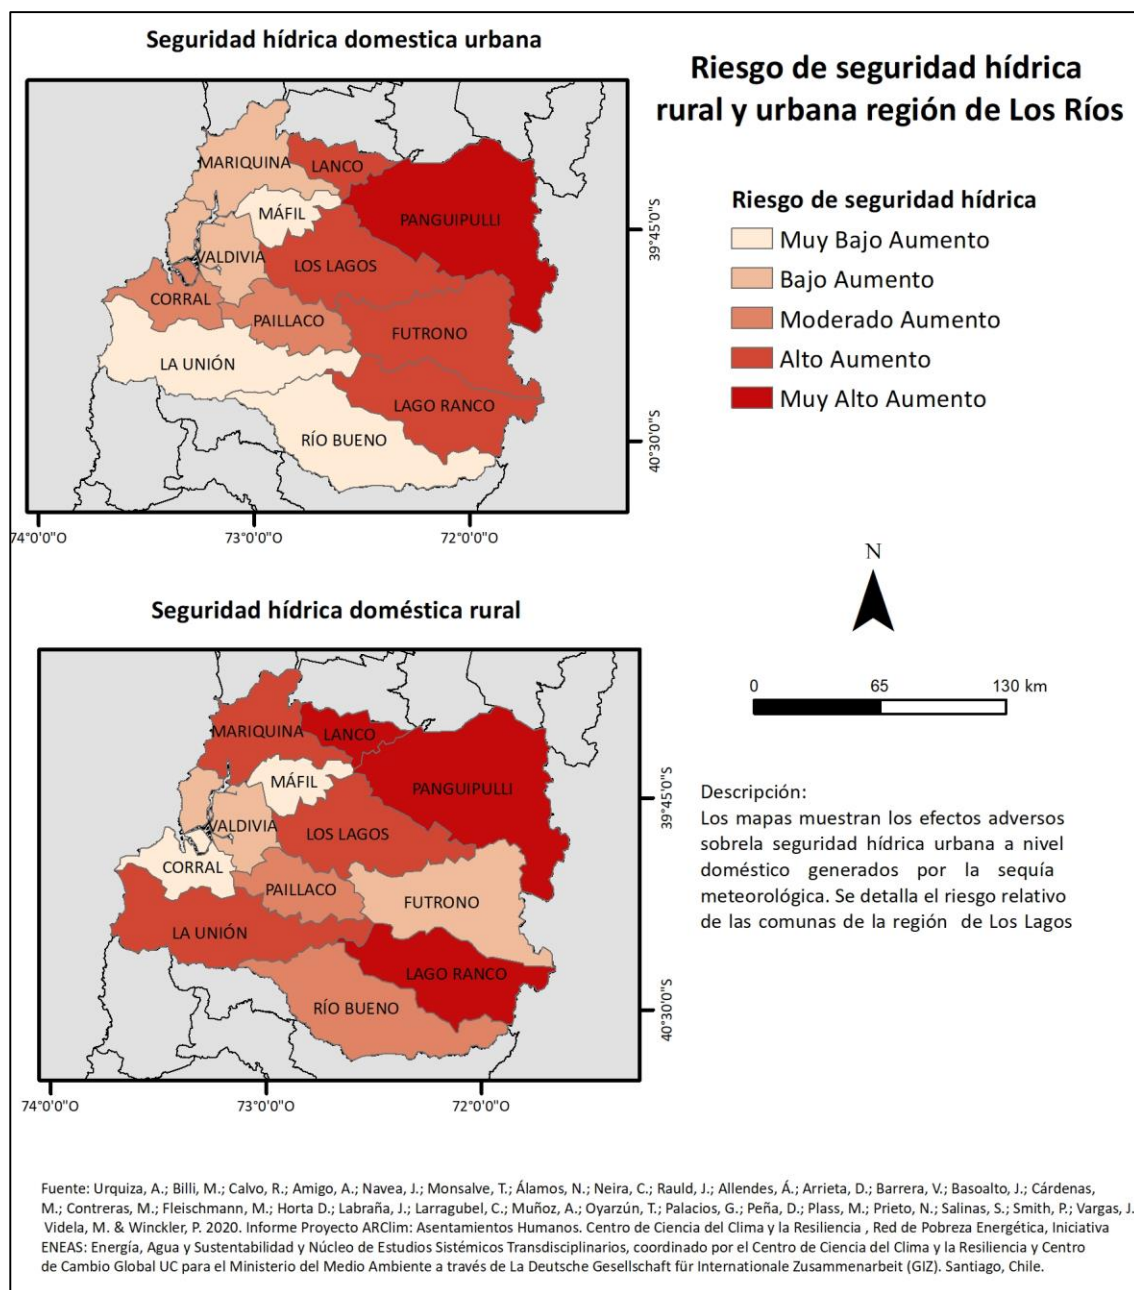 Seguridad hídrica domestica urbana
Riesgo de seguridad hídrica
rural y urbana región de Los Ríos
MARIQUINA
LANCO
MÁFIL
PANGUIPULLI
VALDIVIA
LOS LAGOS
CORRAL
PAILLACO
FUTRONO
LA UNIÓN
LAGO RANCO
RÍO BUENO
39°45'0"S
40°30'0"S
74°0'0"O
73°0'0"O
72°0'0"O
Riesgo de seguridad hídrica
Muy Bajo Aumento
Bajo Aumento
Moderado Aumento
Alto Aumento
Muy Alto Aumento
N
0 65 130 km
Seguridad hídrica doméstica rural
MARIQUINA
LANCO
MÁFIL
PANGUIPULLI
VALDIVIA
LOS LAGOS
CORRAL
PAILLACO
FUTRONO
LA UNIÓN
LAGO RANCO
RÍO BUENO
39°45'0"S
40°30'0"S
74°0'0"O
73°0'0"O
72°0'0"O
Descripción:
Los mapas muestran los efectos adversos
sobrela seguridad hídrica urbana a nivel
doméstico generados por la sequía
meteorológica. Se detalla el riesgo relativo
de las comunas de la región de Los Lagos
Fuente: Urquiza, A.; Billi, M.; Calvo, R.; Amigo, A.; Navea, J.; Monsalve, T.; Álamos, N.; Neira, C.; Rauld, J.; Allendes, Á.; Arrieta, D.; Barrera, V.; Basoalto, J.; Cárdenas,
M.; Contreras, M.; Fleischmann, M.; Horta D.; Labraña, J.; Larragubel, C.; Muñoz, A.; Oyarzún, T.; Palacios, G.; Peña, D.; Plass, M.; Prieto, N.; Salinas, S.; Smith, P.; Vargas, J.
Videla, M. & Winckler, P. 2020. Informe Proyecto ARClim: Asentamientos Humanos. Centro de Ciencia del Clima y la Resiliencia , Red de Pobreza Energética, Iniciativa
ENEAS: Energía, Agua y Sustentabilidad y Núcleo de Estudios Sistémicos Transdisciplinarios, coordinado por el Centro de Ciencia del Clima y la Resiliencia y Centro
de Cambio Global UC para el Ministerio del Medio Ambiente a través de La Deutsche Gesellschaft für Internationale Zusammenarbeit (GIZ). Santiago, Chile.